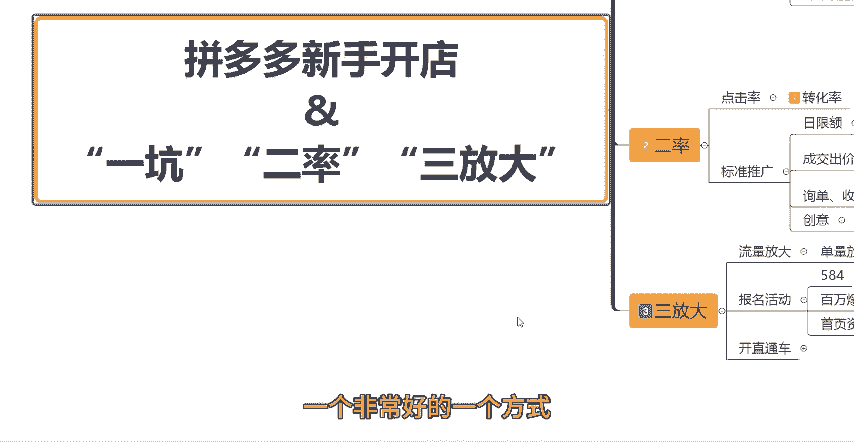 拼多多新手开店
&
“一坑” “二率” “三放大”
二率
点击率
转化率
标准推广
日限额
成交出价
询单、收
创意
三放大
流量放大
单量放
报名活动
584
百万爆
首页资
开直通车
一个非常好的一个方式